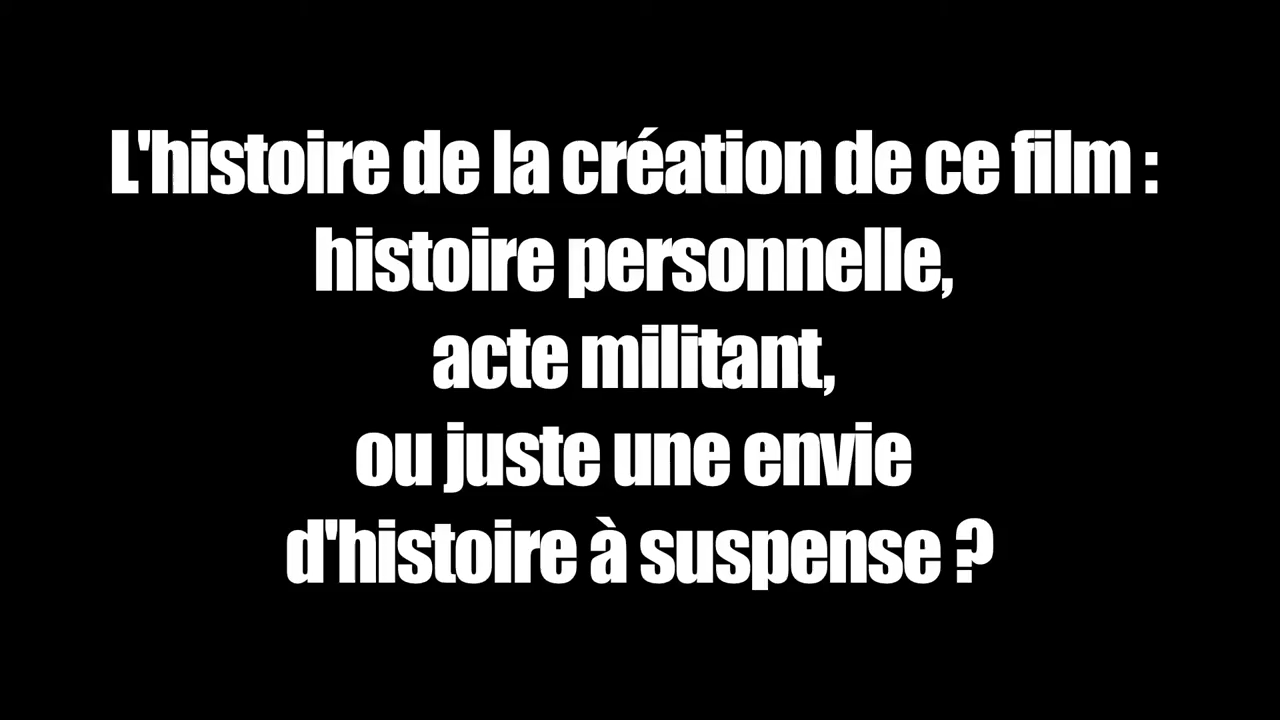 L'histoire de la création de ce film :
histoire personnelle,
acte militant,
ou juste une envie
d'histoire à suspense ?